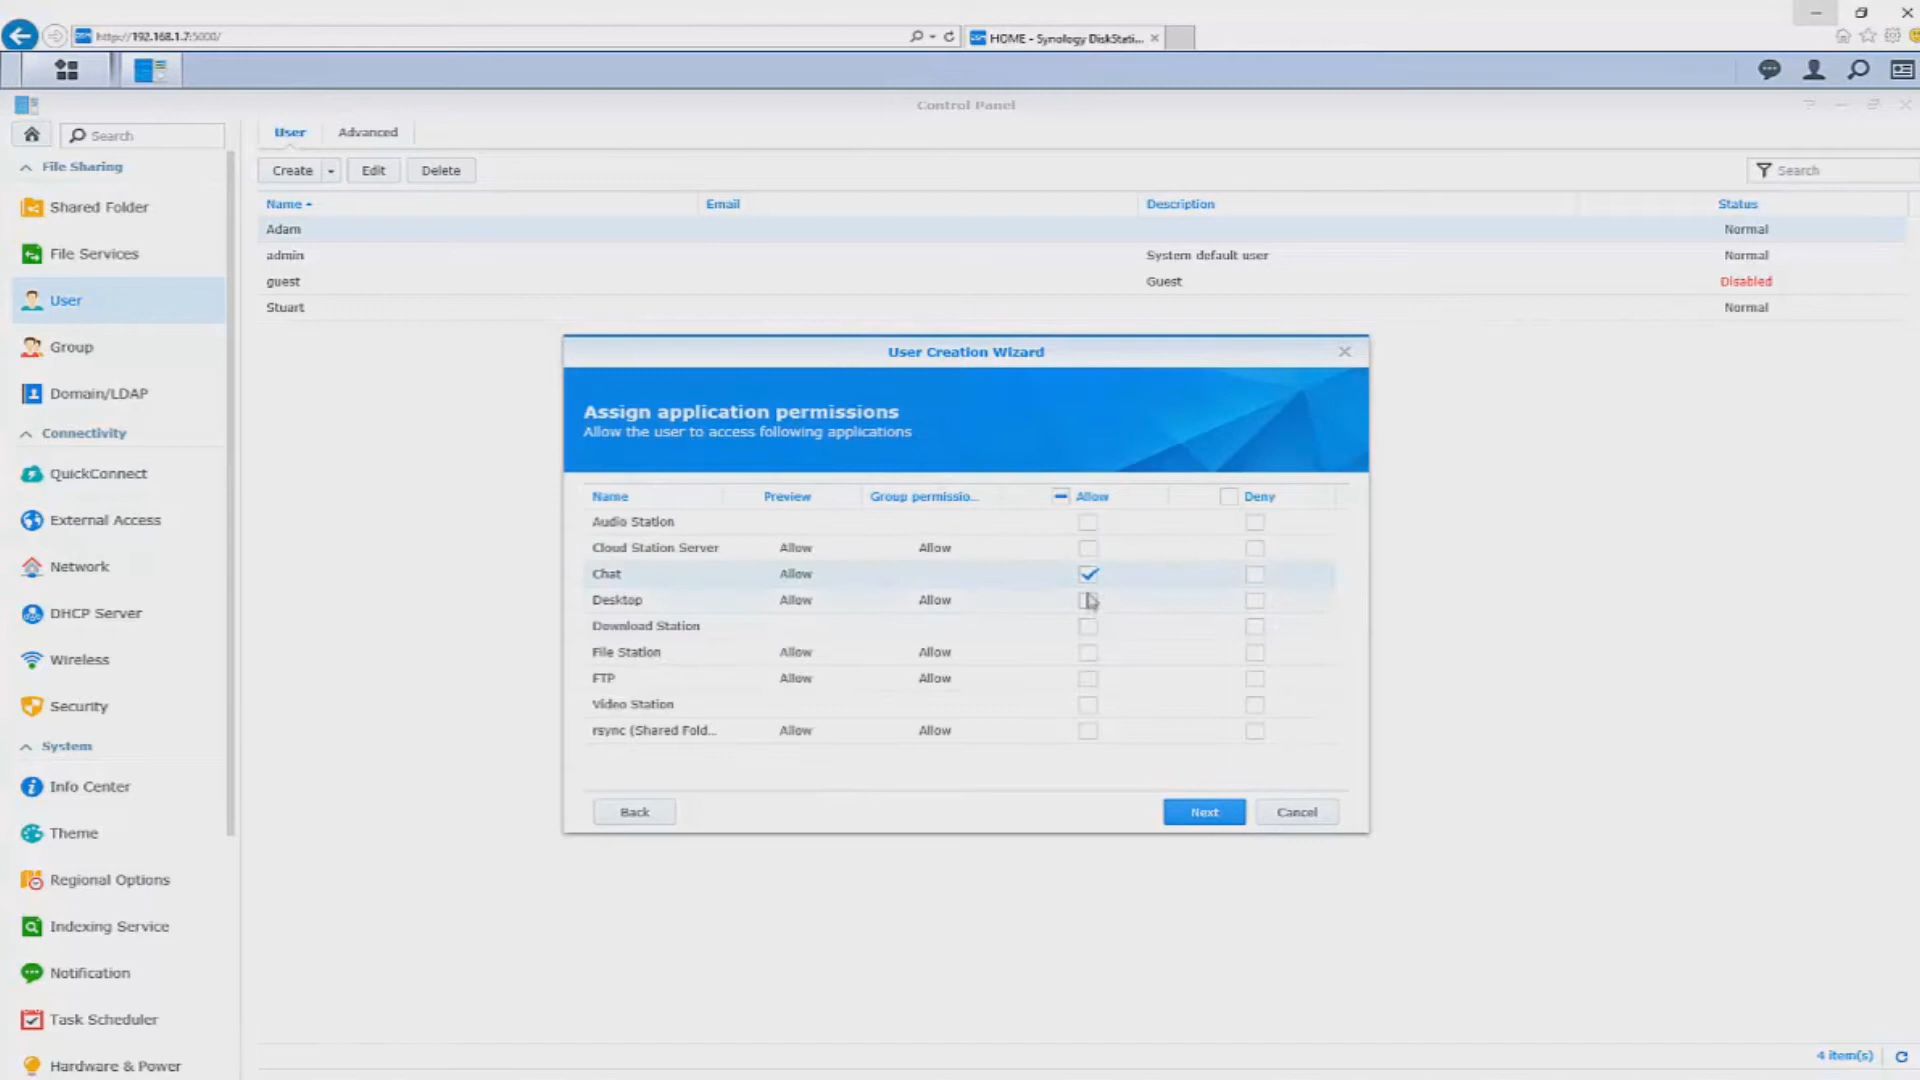 http://192.168.1.7:5000/
HOME - Synology DiskStati...
Control Panel
Search
User
Advanced
File Sharing
Create
Edit
Delete
Search
Shared Folder
Name
Email
Description
Status
Adam
Normal
File Services
admin
System default user
Normal
guest
Guest
Disabled
User
Stuart
Normal
Group
Domain/LDAP
Connectivity
QuickConnect
External Access
Network
DHCP Server
Wireless
Security
System
Info Center
Theme
Regional Options
Indexing Service
Notification
Task Scheduler
Hardware & Power
User Creation Wizard
Assign application permissions
Allow the user to access following applications
Name
Preview
Group permissio...
Allow
Deny
Audio Station
Cloud Station Server
Allow
Allow
Chat
Allow
Desktop
Allow
Allow
Download Station
File Station
Allow
Allow
FTP
Allow
Allow
Video Station
rsync (Shared Fold...
Allow
Allow
Back
Next
Cancel
4 item(s)